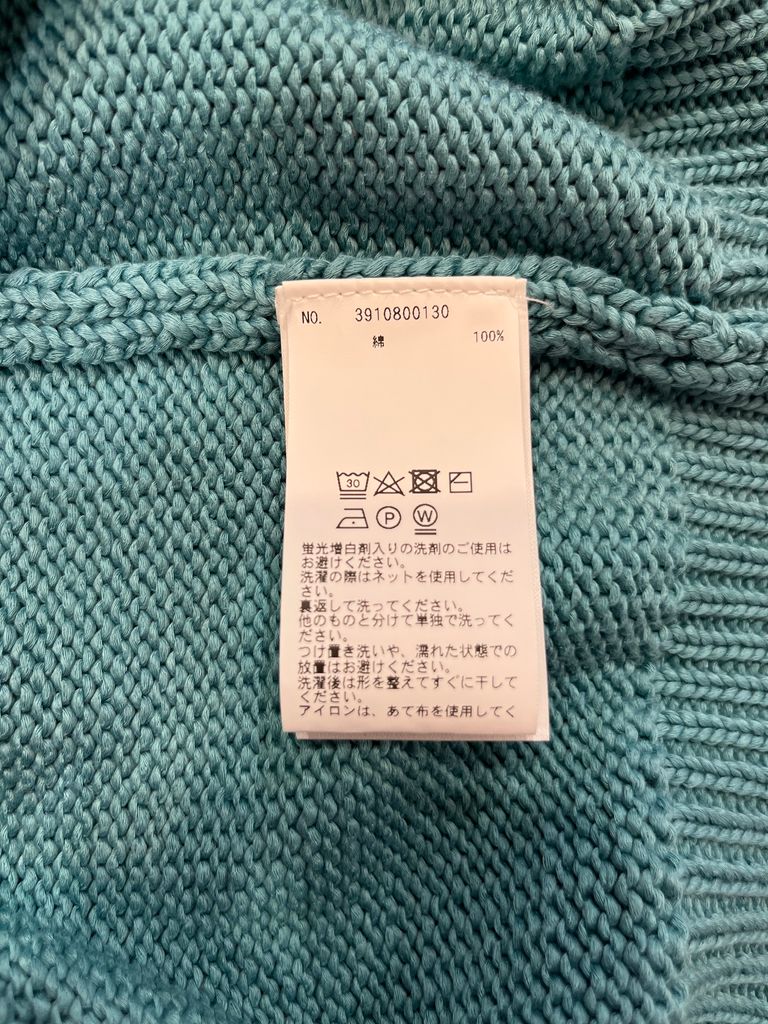 NO. 3910800130
綿 100%
30
P W
蛍光増白剤入りの洗剤のご使用は
お避けください。
洗濯の際はネットを使用してくだ
さい。
裏返して洗ってください。
他のものと分けて単独で洗ってく
ださい。
つけ置き洗いや、濡れた状態での
放置はお避けください。
洗濯後は形を整えてすぐに干して
ください。
アイロンは、あて布を使用してく